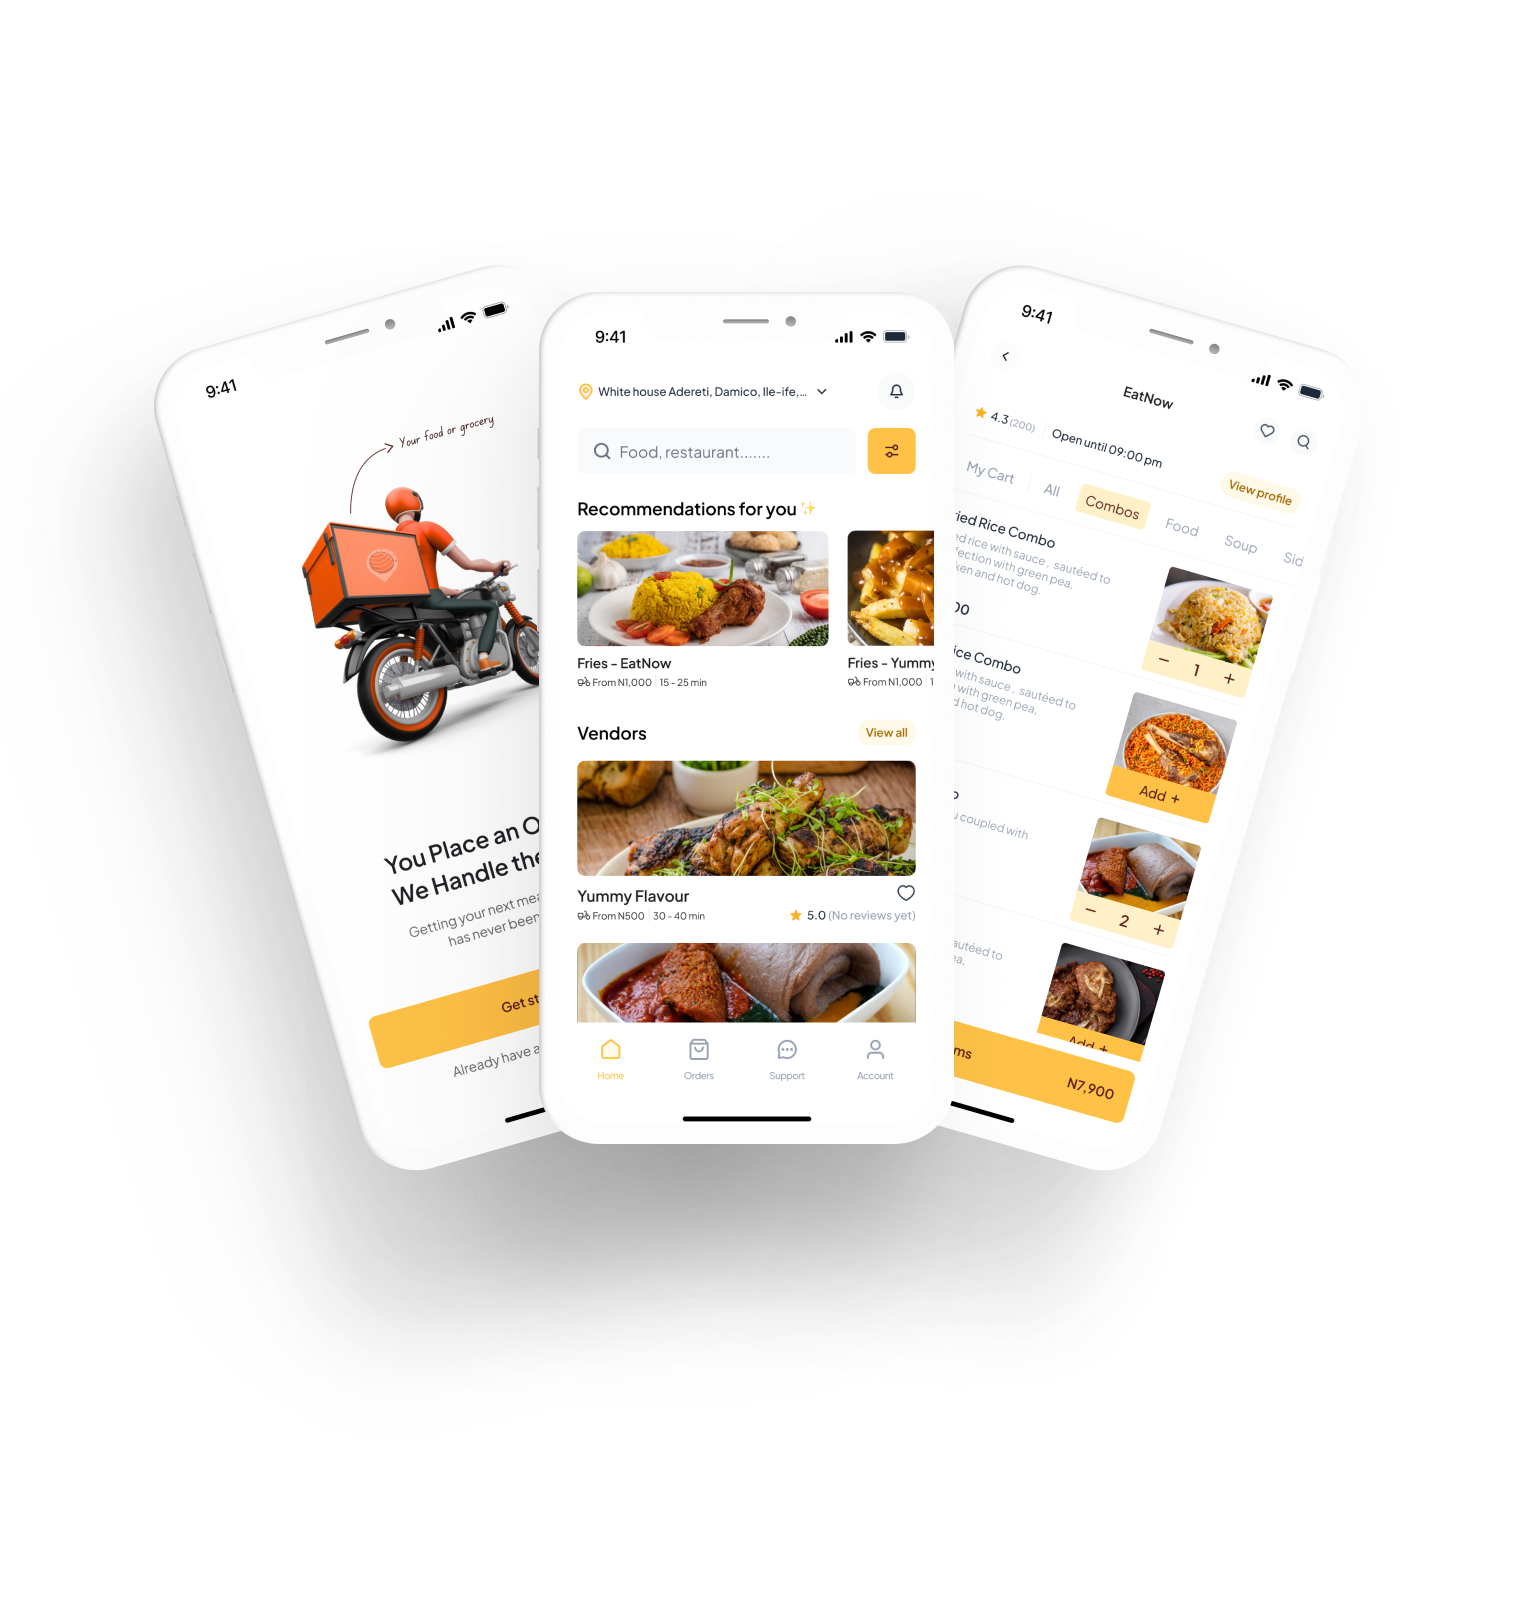 9:41
Your food or grocery
You Place an O
We Handle the
Getting your next mea
has never been
Get st
Already have a
9:41
White house Adereti, Damico, Ile-ife,...
Food, restaurant.......
Recommendations for you
Fries - EatNow
From N1,000 15 - 25 min
Fries - Yummy
From N1,000 1
Vendors
View all
Yummy Flavour
From N500 30 - 40 min
5.0 (No reviews yet)
Home
Orders
Support
Account
9:41
EatNow
4.3 (200) Open until 09:00 pm
View profile
My Cart All Combos Food Soup Sid
ried Rice Combo
ed rice with sauce , sautéed to
fection with green pea,
ken and hot dog.
00
- 1 +
ice Combo
with sauce , sautéed to
with green pea,
d hot dog.
Add +
o
u coupled with
- 2 +
autéed to
ea,
Add +
ms
N7,900